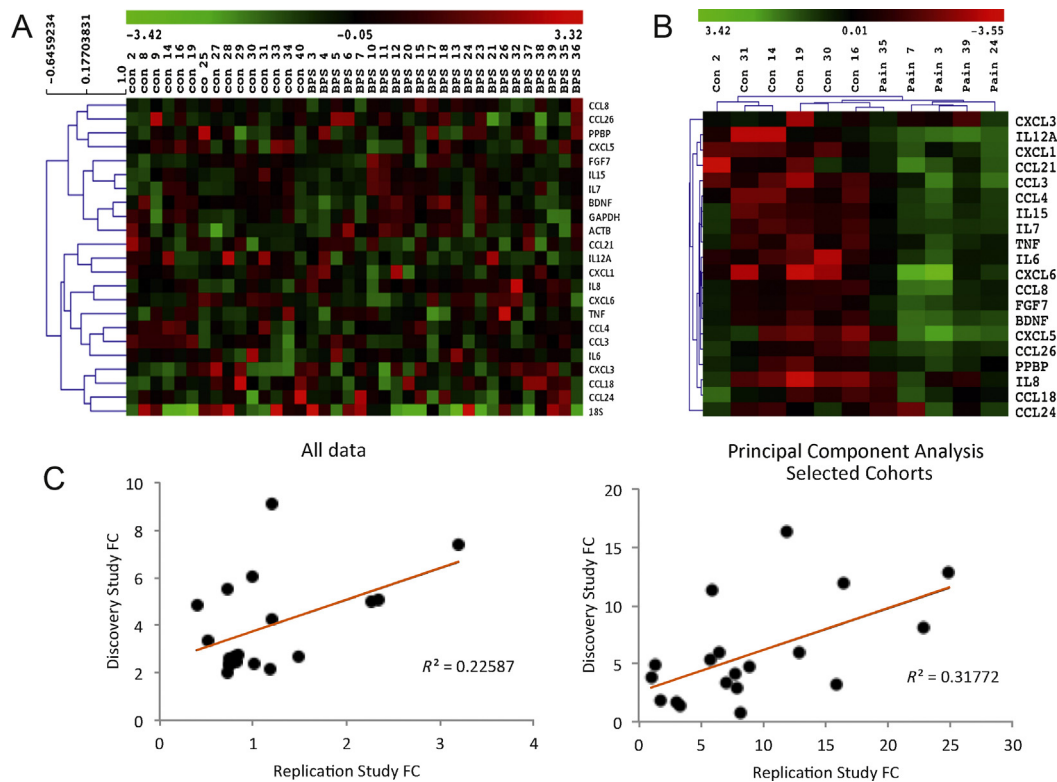 A
-3.42
-0.05
3.32
-0.6459234
0.17703831
1.0
con 2
con 8
con 9
con 14
con 16
con 19
co 25
con 27
con 28
con 29
con 30
con 31
con 33
con 34
con 40
BPS 3
BPS 4
BPS 5
BPS 6
BPS 7
BPS 10
BPS 11
BPS 12
BPS 20
BPS 15
BPS 17
BPS 18
BPS 13
BPS 23
BPS 24
BPS 21
BPS 26
BPS 32
BPS 37
BPS 38
BPS 39
BPS 35
BPS 36
CCL8
CCL26
PPBP
CXCL5
FGF7
IL15
IL7
BDNF
GAPDH
ACTB
CCL21
IL12A
CXCL1
IL8
CXCL6
TNF
CCL4
CCL3
IL6
CXCL3
CCL18
CCL24
18S
B
3.42
0.01
-3.55
Con 2
Con 31
Con 14
Con 19
Con 30
Con 16
Pain 35
Pain 7
Pain 3
Pain 39
Pain 24
CXCL3
IL12A
CXCL1
CCL21
CCL3
CCL4
IL15
IL7
TNF
IL6
CXCL6
CCL8
FGF7
BDNF
CXCL5
CCL26
PPBP
IL8
CCL18
CCL24
C
All data
Discovery Study FC
10
8
6
4
2
0
R² = 0.22587
0
1
2
3
4
Replication Study FC
Principal Component Analysis
Selected Cohorts
Discovery Study FC
20
15
10
5
0
R² = 0.31772
0
5
10
15
20
25
30
Replication Study FC